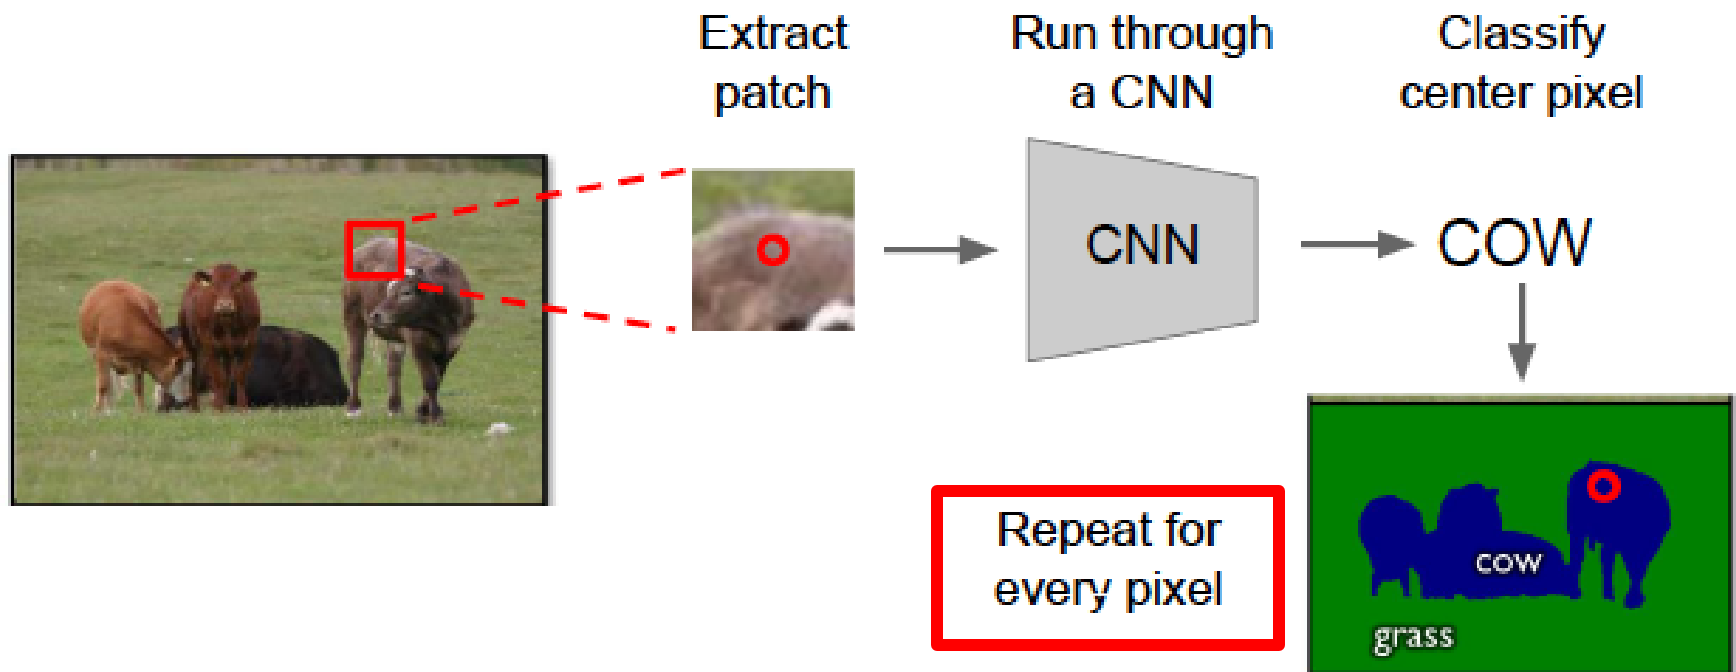 Extract
patch
Run through
a CNN
Classify
center pixel
CNN
COW
Repeat for
every pixel
cow
grass